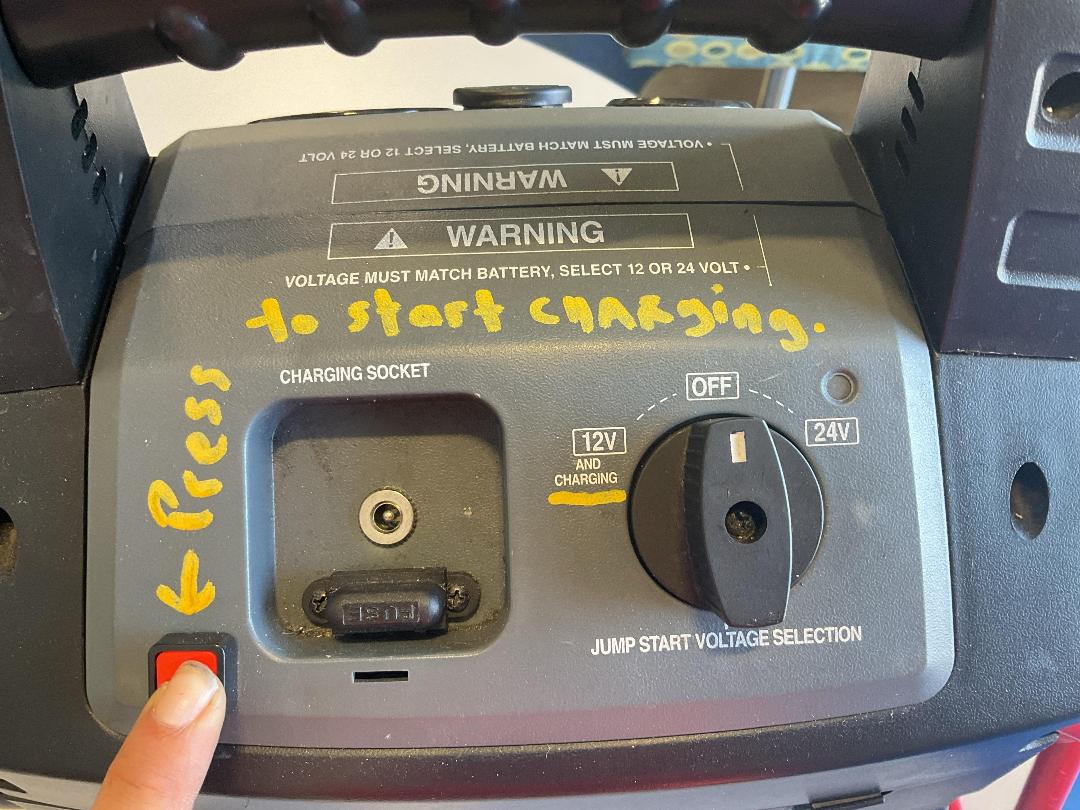 • VOLTAGE MUST MATCH BATTERY, SELECT 12 OR 24 VOLT
WARNING
WARNING
VOLTAGE MUST MATCH BATTERY, SELECT 12 OR 24 VOLT •
← Press to start CHARging.
CHARGING SOCKET
OFF
12V
AND
CHARGING
24V
FUSE
JUMP START VOLTAGE SELECTION